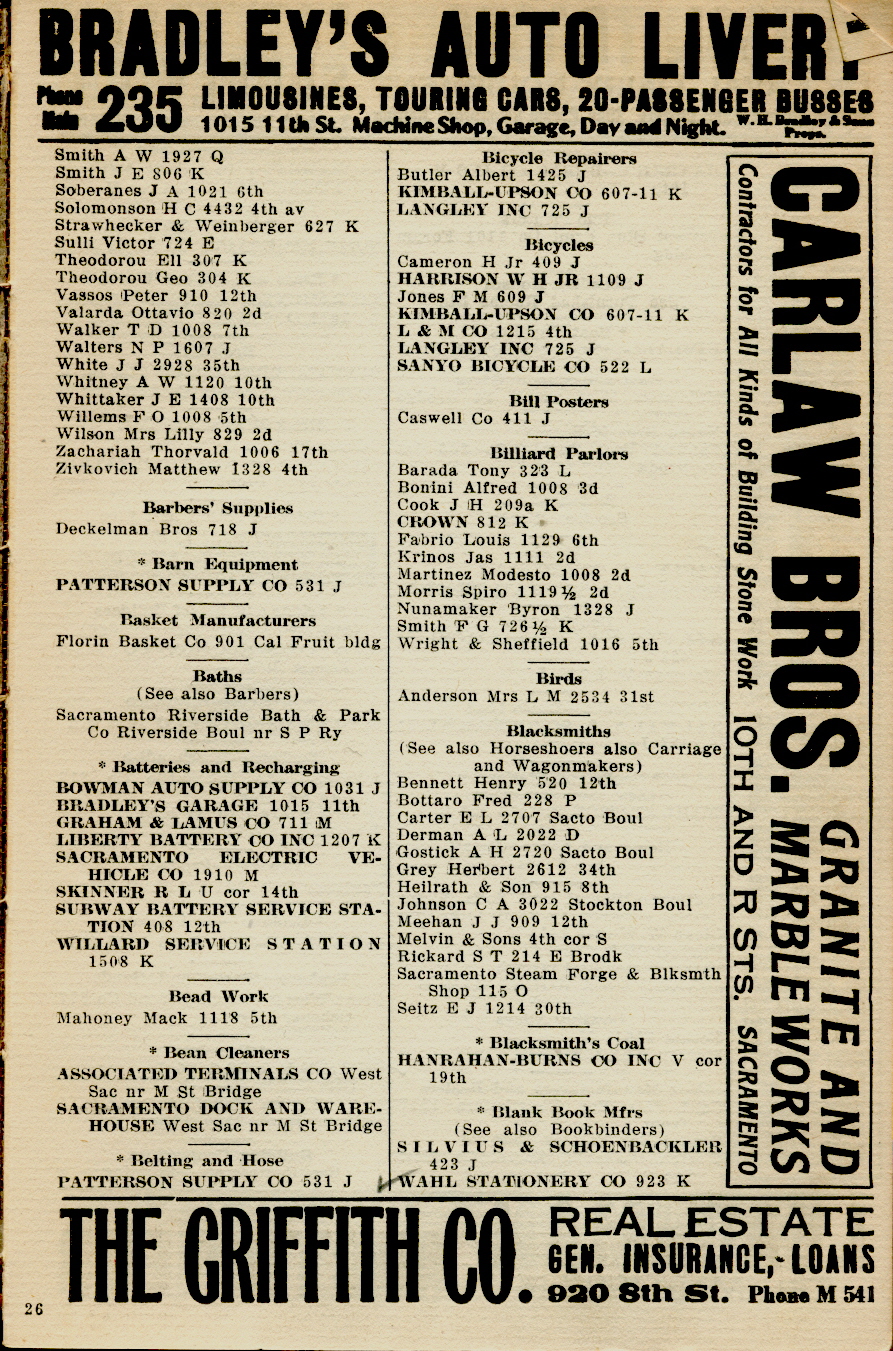 BRADLEY'S AUTO LIVERY
Phone Main 235 LIMOUSINES, TOURING CARS, 20-PASSENGER BUSSES
1015 11th St. Machine Shop, Garage, Day and Night. W. H. Bradley & Sons Props.
Smith A W 1927 Q
Smith J E 806 K
Soberanes J A 1021 6th
Solomonson H C 4432 4th av
Strawhecker & Weinberger 627 K
Sulli Victor 724 E
Theodorou Ell 307 K
Theodorou Geo 304 K
Vassos Peter 910 12th
Valarda Ottavio 820 2d
Walker T D 1008 7th
Walters N P 1607 J
White J J 2928 35th
Whitney A W 1120 10th
Whittaker J E 1408 10th
Willems F O 1008 5th
Wilson Mrs Lilly 829 2d
Zachariah Thorvald 1006 17th
Zivkovich Matthew 1328 4th
Barbers' Supplies
Deckelman Bros 718 J
* Barn Equipment
PATTERSON SUPPLY CO 531 J
Basket Manufacturers
Florin Basket Co 901 Cal Fruit bldg
Baths
(See also Barbers)
Sacramento Riverside Bath & Park
Co Riverside Boul nr S P Ry
* Batteries and Recharging
BOWMAN AUTO SUPPLY CO 1031 J
BRADLEY'S GARAGE 1015 11th
GRAHAM & LAMUS CO 711 M
LIBERTY BATTERY CO INC 1207 K
SACRAMENTO ELECTRIC VE-
HICLE CO 1910 M
SKINNER R L U cor 14th
SUBWAY BATTERY SERVICE STA-
TION 408 12th
WILLARD SERVICE STATION
1508 K
Bead Work
Mahoney Mack 1118 5th
* Bean Cleaners
ASSOCIATED TERMINALS CO West
Sac nr M St Bridge
SACRAMENTO DOCK AND WARE-
HOUSE West Sac nr M St Bridge
* Belting and Hose
PATTERSON SUPPLY CO 531 J
Bicycle Repairers
Butler Albert 1425 J
KIMBALL-UPSON CO 607-11 K
LANGLEY INC 725 J
Bicycles
Cameron H Jr 409 J
HARRISON W H JR 1109 J
Jones F M 609 J
KIMBALL-UPSON CO 607-11 K
L & M CO 1215 4th
LANGLEY INC 725 J
SANYO BICYCLE CO 522 L
Bill Posters
Caswell Co 411 J
Billiard Parlors
Barada Tony 323 L
Bonini Alfred 1008 3d
Cook J H 209a K
CROWN 812 K
Fabrio Louis 1129 6th
Krinos Jas 1111 2d
Martinez Modesto 1008 2d
Morris Spiro 1119½ 2d
Nunamaker Byron 1328 J
Smith F G 726½ K
Wright & Sheffield 1016 5th
Birds
Anderson Mrs L M 2534 31st
Blacksmiths
(See also Horseshoers also Carriage
and Wagonmakers)
Bennett Henry 520 12th
Bottaro Fred 228 P
Carter E L 2707 Sacto Boul
Derman A L 2022 D
Gostick A H 2720 Sacto Boul
Grey Herbert 2612 34th
Heilrath & Son 915 8th
Johnson C A 3022 Stockton Boul
Meehan J J 909 12th
Melvin & Sons 4th cor S
Rickard S T 214 E Brodk
Sacramento Steam Forge & Blksmth
Shop 115 O
Seitz E J 1214 30th
* Blacksmith's Coal
HANRAHAN-BURNS CO INC V cor
19th
* Blank Book Mfrs
(See also Bookbinders)
SILVIUS & SCHOENBACKLER
423 J
WAHL STATIONERY CO 923 K
CARLAW BROS. GRANITE AND
MARBLE WORKS
Contractors for All Kinds of Building Stone Work 10TH AND R STS. SACRAMENTO
THE GRIFFITH CO.
REAL ESTATE
GEN. INSURANCE,-LOANS
920 8th St. Phone M 541
26